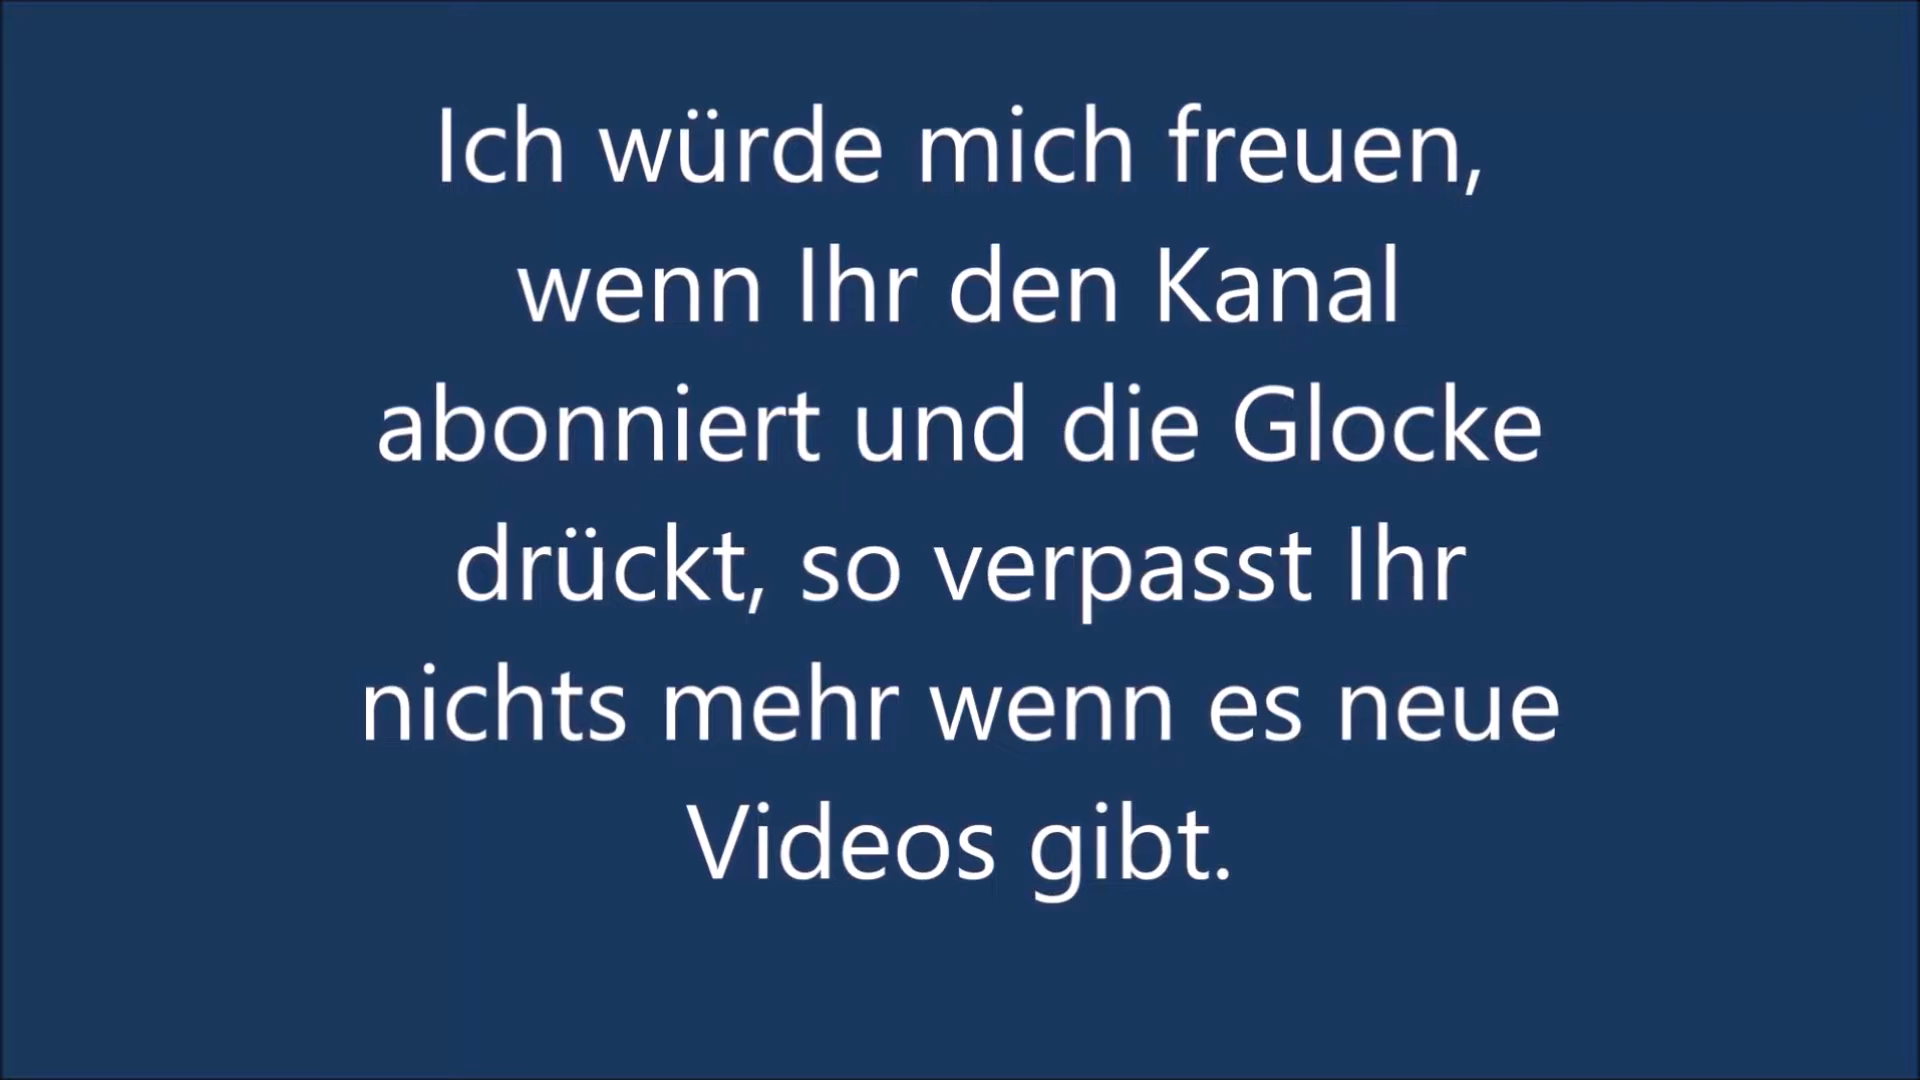 Ich würde mich freuen,
wenn Ihr den Kanal
abonniert und die Glocke
drückt, so verpasst Ihr
nichts mehr wenn es neue
Videos gibt.